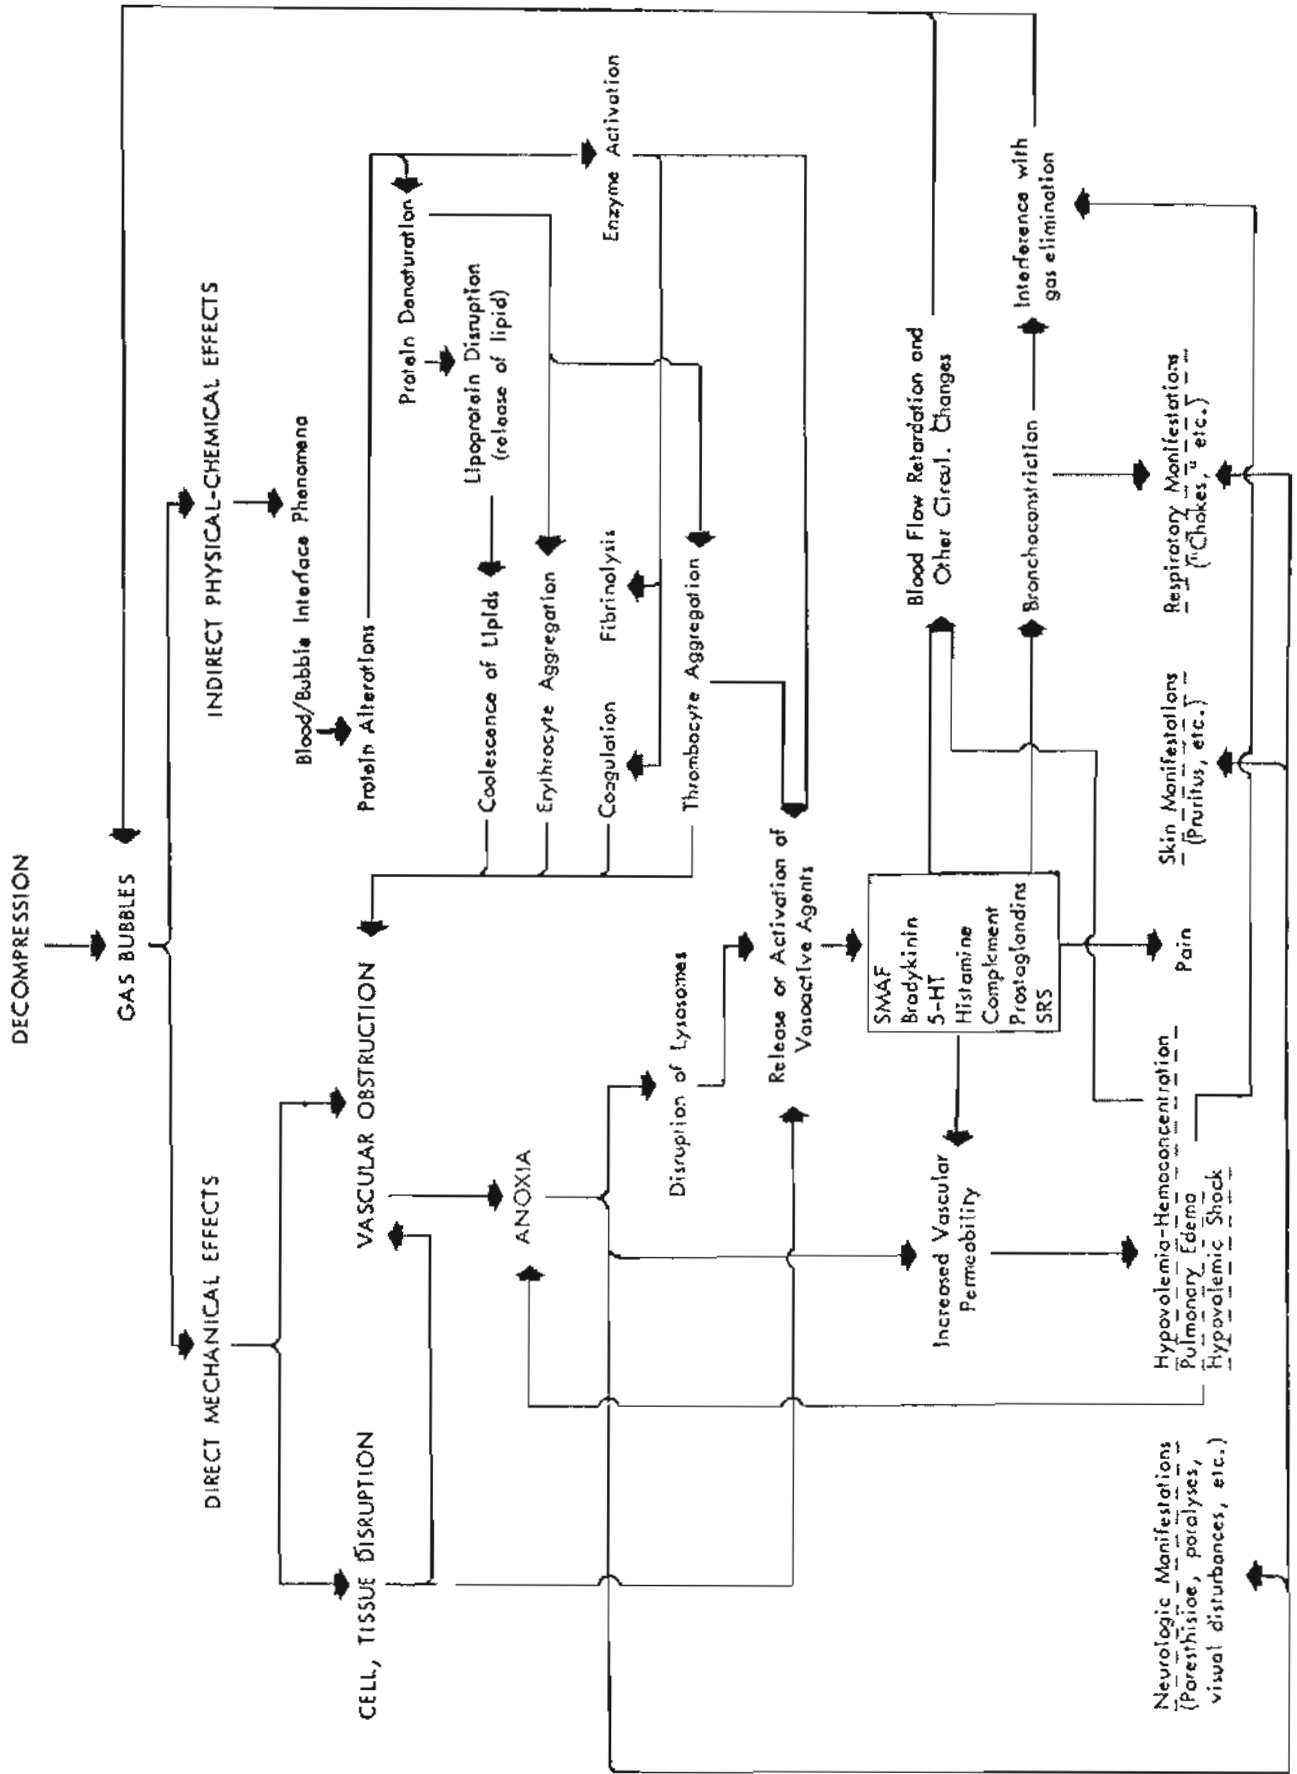 DECOMPRESSION
GAS BUBBLES
DIRECT MECHANICAL EFFECTS
INDIRECT PHYSICAL-CHEMICAL EFFECTS
Blood/Bubble Interface Phenomena
Protein Alterations
CELL, TISSUE DISRUPTION
VASCULAR OBSTRUCTION
Protein Denaturation
Lipoprotein Disruption
(release of lipid)
Coolescence of Lipids
Erythrocyte Aggregation
Enzyme Activation
Coagulation
Fibrinolysis
Thrombocyte Aggregation
ANOXIA
Disruption of Lysosomes
Release or Activation of
Vasoactive Agents
SMAF
Bradykinin
5-HT
Histamine
Complement
Prostaglandins
SRS
Increased Vascular
Permeability
Blood Flow Retardation and
Other Circul. Changes
Bronchoconstriction
Interference with
gas elimination
Neurologic Manifestations
(Paresthisioe, paralyses,
visual disturbances, etc.)
Hypovolemia-Hemoconcentration
Pulmonary Edema
Hypovolemic Shock
Pain
Skin Manifestations
(Pruritus, etc.)
Respiratory Manifestations
("Chokes," etc.)